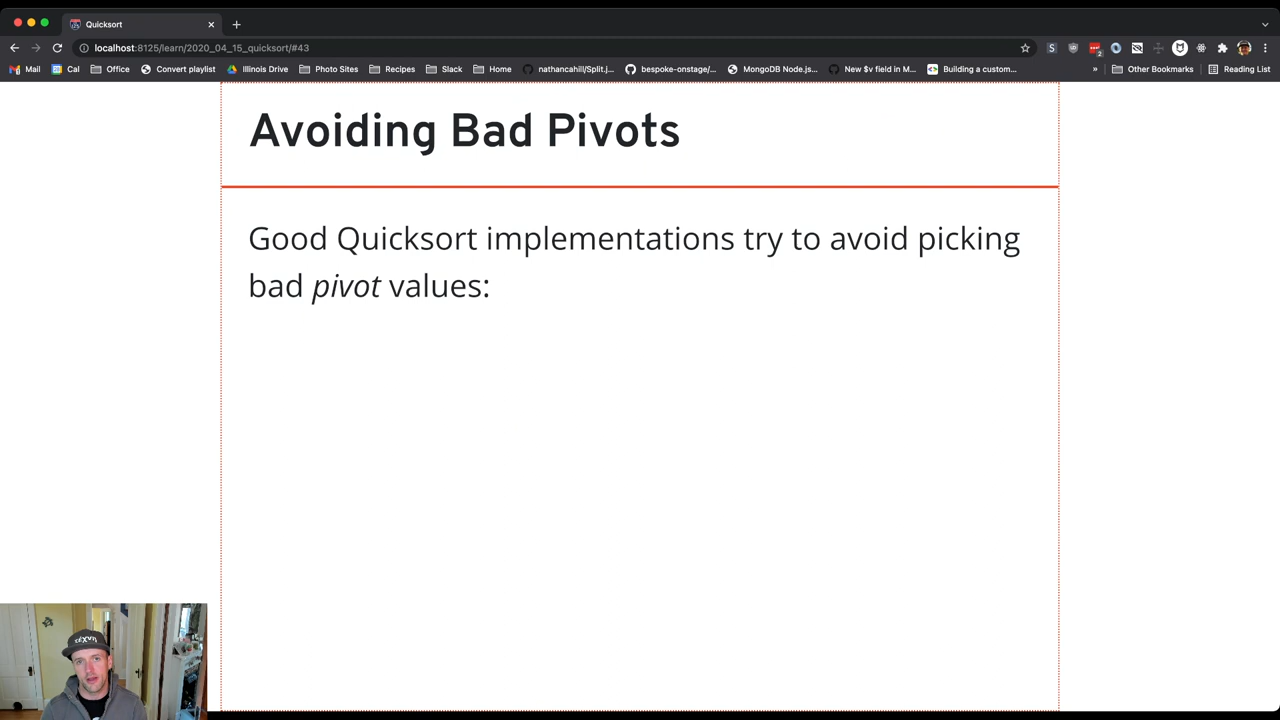 Quicksort
localhost:8125/learn/2020_04_15_quicksort/#43
Mail Cal Office Convert playlist Illinois Drive Photo Sites Recipes Slack Home nathancahill/Split.j... bespoke-onstage/... MongoDB Node.js... New $v field in M... Building a custom... » Other Bookmarks Reading List
Avoiding Bad Pivots
Good Quicksort implementations try to avoid picking
bad pivot values: